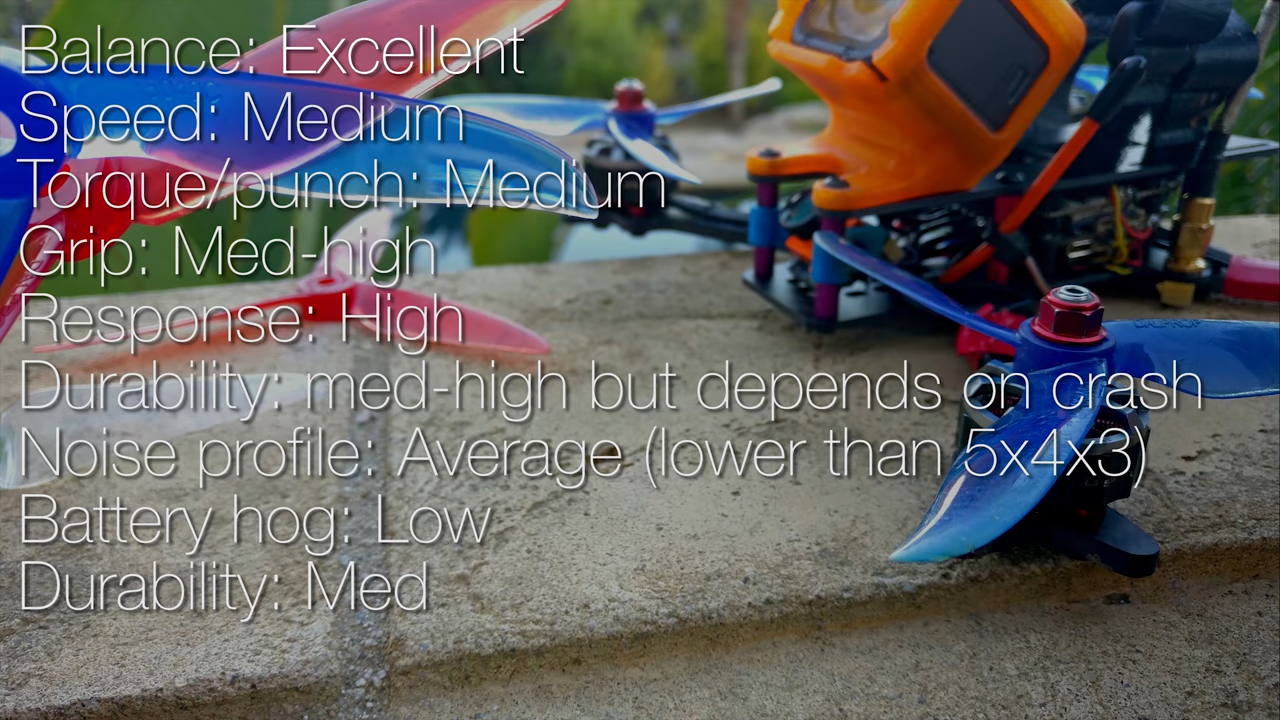 Balance: Excellent
Speed: Medium
Torque/punch: Medium
Grip: Med-high
Response: High
Durability: med-high but depends on crash
Noise profile: Average (lower than 5x4x3)
Battery hog: Low
Durability: Med
DALPROP